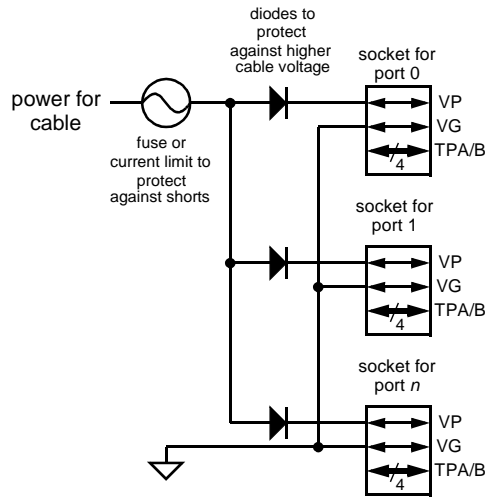 diodes to
protect
against higher
cable voltage
socket for
port 0
power for
cable
VP
VG
TPA/B
4
fuse or
current limit to
protect
against shorts
socket for
port 1
VP
VG
TPA/B
4
socket for
port n
VP
VG
TPA/B
4